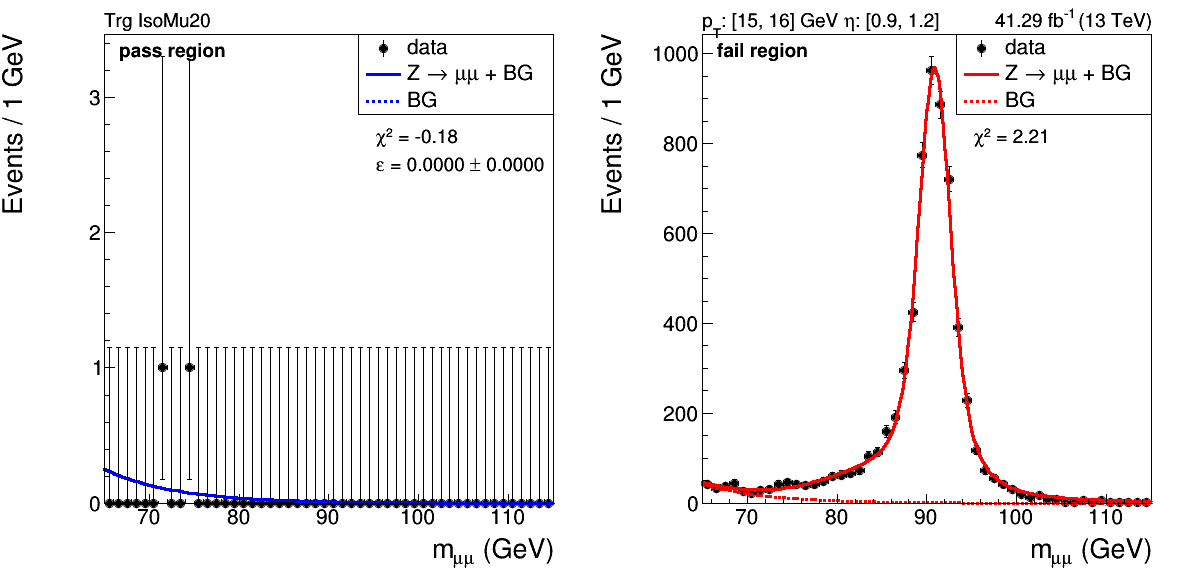 Trg IsoMu20
pass region
data
Z → μμ + BG
BG
χ² = -0.18
ε = 0.0000 ± 0.0000
Events / 1 GeV
3
2
1
0
70 80 90 100 110
m_μμ (GeV)
p_T: [15, 16] GeV η: [0.9, 1.2] 41.29 fb⁻¹ (13 TeV)
fail region
data
Z → μμ + BG
BG
χ² = 2.21
Events / 1 GeV
1000
800
600
400
200
0
70 80 90 100 110
m_μμ (GeV)